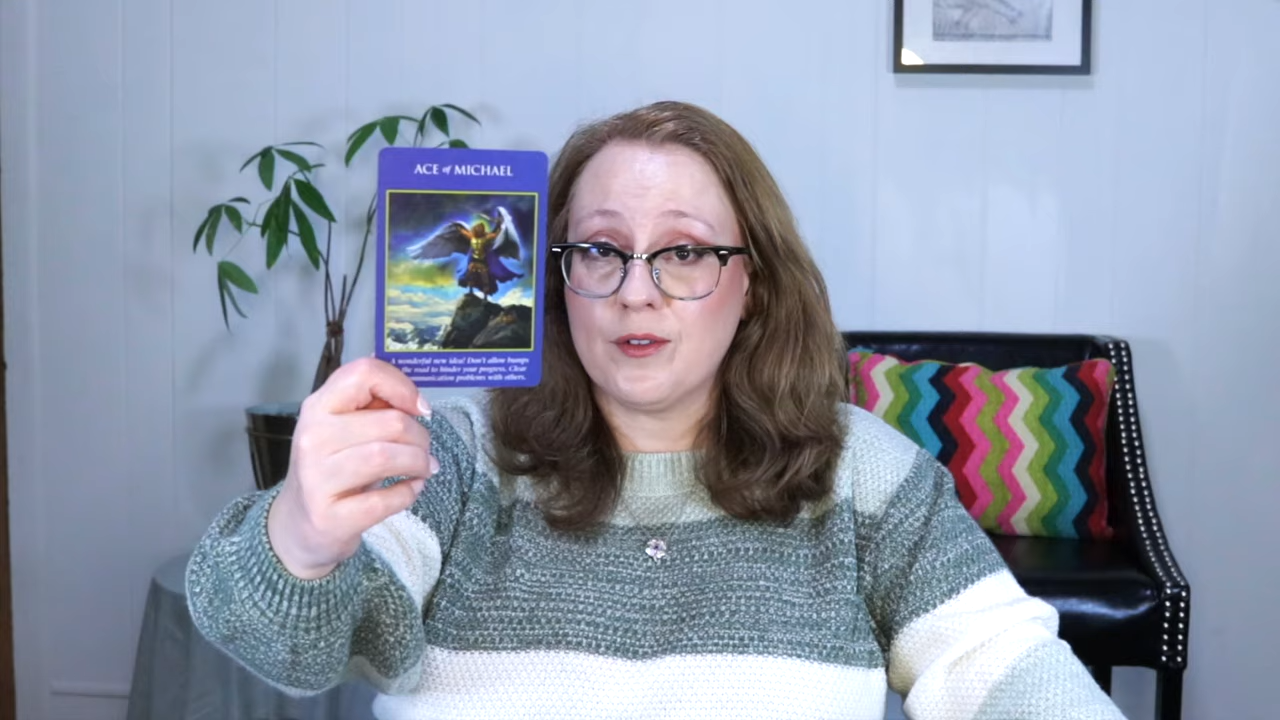 ACE of MICHAEL
A wonderful new idea! Don't allow bumps
the road to hinder your progress. Clear
communication problems with others.